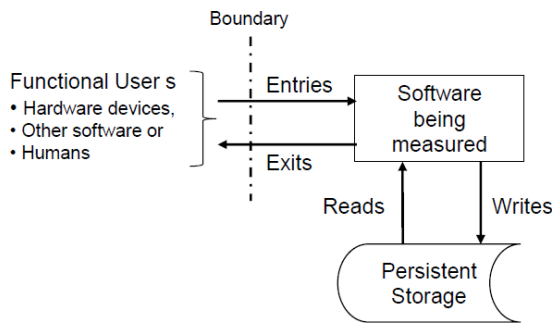 Boundary
Functional User s
• Hardware devices,
• Other software or
• Humans
Entries
Exits
Software
being
measured
Reads
Writes
Persistent
Storage